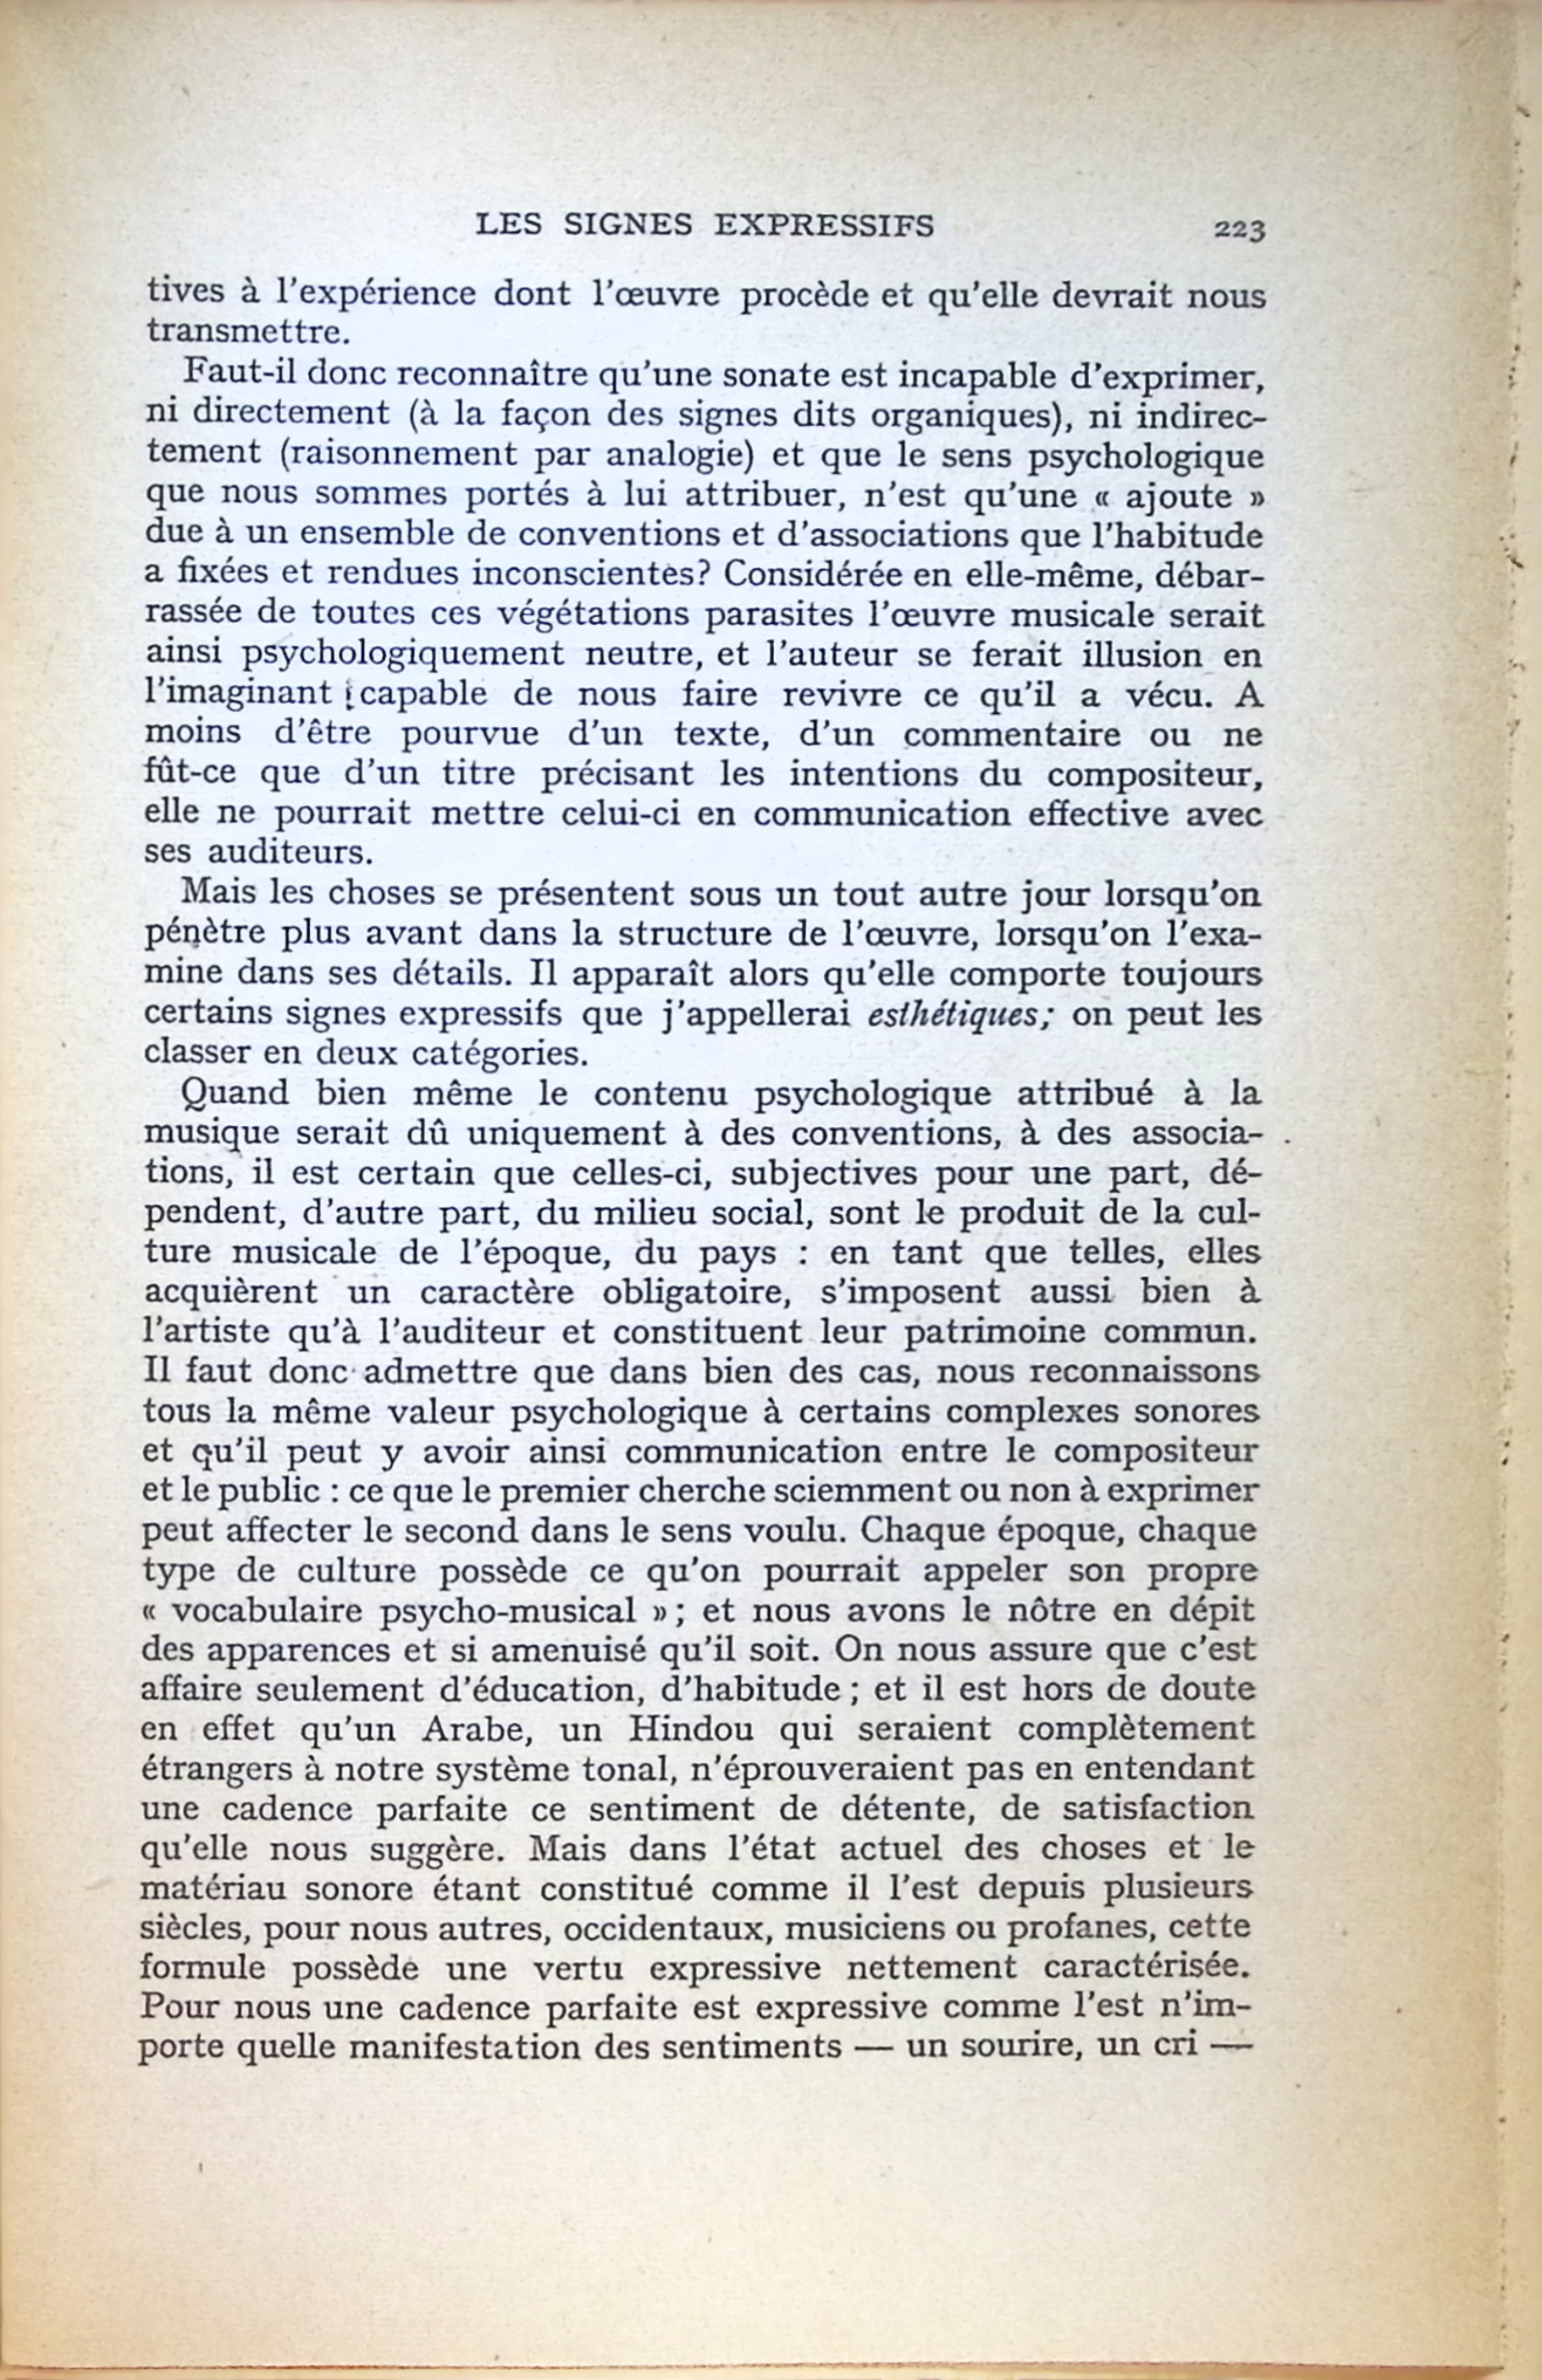 LES SIGNES EXPRESSIFS 223
tives à l'expérience dont l'œuvre procède et qu'elle devrait nous
transmettre.
Faut-il donc reconnaître qu'une sonate est incapable d'exprimer,
ni directement (à la façon des signes dits organiques), ni indirec-
tement (raisonnement par analogie) et que le sens psychologique
que nous sommes portés à lui attribuer, n'est qu'une « ajoute »
due à un ensemble de conventions et d'associations que l'habitude
a fixées et rendues inconscientes? Considérée en elle-même, débar-
rassée de toutes ces végétations parasites l'œuvre musicale serait
ainsi psychologiquement neutre, et l'auteur se ferait illusion en
l'imaginant capable de nous faire revivre ce qu'il a vécu. A
moins d'être pourvue d'un texte, d'un commentaire ou ne
fût-ce que d'un titre précisant les intentions du compositeur,
elle ne pourrait mettre celui-ci en communication effective avec
ses auditeurs.
Mais les choses se présentent sous un tout autre jour lorsqu'on
pénètre plus avant dans la structure de l'œuvre, lorsqu'on l'exa-
mine dans ses détails. Il apparaît alors qu'elle comporte toujours
certains signes expressifs que j'appellerai esthétiques; on peut les
classer en deux catégories.
Quand bien même le contenu psychologique attribué à la
musique serait dû uniquement à des conventions, à des associa-
tions, il est certain que celles-ci, subjectives pour une part, dé-
pendent, d'autre part, du milieu social, sont le produit de la cul-
ture musicale de l'époque, du pays : en tant que telles, elles
acquièrent un caractère obligatoire, s'imposent aussi bien à
l'artiste qu'à l'auditeur et constituent leur patrimoine commun.
Il faut donc admettre que dans bien des cas, nous reconnaissons
tous la même valeur psychologique à certains complexes sonores
et qu'il peut y avoir ainsi communication entre le compositeur
et le public : ce que le premier cherche sciemment ou non à exprimer
peut affecter le second dans le sens voulu. Chaque époque, chaque
type de culture possède ce qu'on pourrait appeler son propre
« vocabulaire psycho-musical »; et nous avons le nôtre en dépit
des apparences et si amenuisé qu'il soit. On nous assure que c'est
affaire seulement d'éducation, d'habitude; et il est hors de doute
en effet qu'un Arabe, un Hindou qui seraient complètement
étrangers à notre système tonal, n'éprouveraient pas en entendant
une cadence parfaite ce sentiment de détente, de satisfaction
qu'elle nous suggère. Mais dans l'état actuel des choses et le
matériau sonore étant constitué comme il l'est depuis plusieurs
siècles, pour nous autres, occidentaux, musiciens ou profanes, cette
formule possède une vertu expressive nettement caractérisée.
Pour nous une cadence parfaite est expressive comme l'est n'im-
porte quelle manifestation des sentiments — un sourire, un cri —